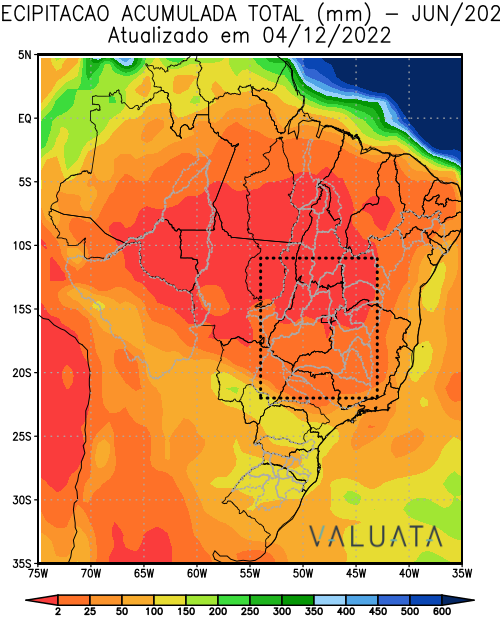 ECIPITACAO ACUMULADA TOTAL (mm) – JUN/202
Atualizado em 04/12/2022
5N
EQ
5S
10S
15S
20S
25S
30S
35S
75W 70W 65W 60W 55W 50W 45W 40W 35W
VALUATA
2 25 50 100 150 200 250 300 350 400 450 500 600